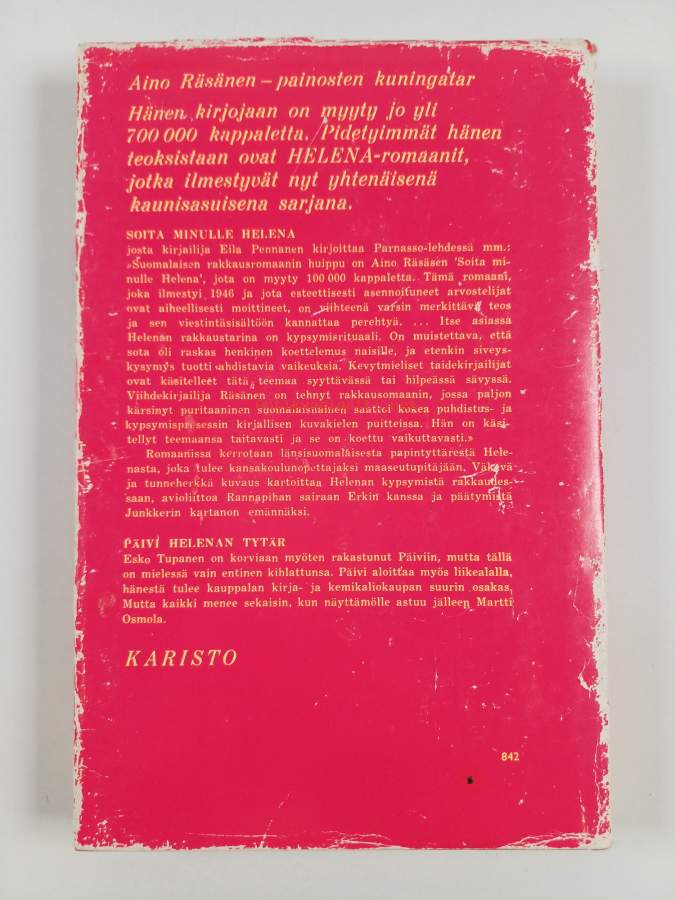 Aino Räsänen – painosten kuningatar
Hänen kirjojaan on myyty jo yli
700 000 kappaletta. Pidetyimmät hänen
teoksistaan ovat HELENA-romaanit,
jotka ilmestyvät nyt yhtenäisenä
kaunisasuisena sarjana.
SOITA MINULLE HELENA
josta kirjailija Eila Pennanen kirjoittaa Parnasso-lehdessä mm.:
»Suomalaisen rakkausromaanin huippu on Aino Räsäsen 'Soita mi-
nulle Helena', jota on myyty 100 000 kappaletta. Tämä romaani,
joka ilmestyi 1946 ja jota esteettisesti asennoituneet arvostelijat
ovat aiheellisesti moittineet, on viihteenä varsin merkittävä teos
ja sen viestintäsisältöön kannattaa perehtyä. ... Itse asiassa
Helenan rakkaustarina on kypsymisrituaali. On muistettava, että
sota oli raskas henkinen koettelemus naisille, ja etenkin siveys-
kysymys tuotti ahdistavia vaikeuksia. Kevytmieliset taidekirjailijat
ovat käsitelleet tätä teemaa syyttävässä tai hilpeässä sävyssä.
Viihdekirjailija Räsänen on tehnyt rakkausomaanin, jossa paljon
kärsinyt puritaaninen suomalaisnainen saattoi kokea puhdistus- ja
kypsymisprosessin kirjallisen kuvakielen puitteissa. Hän on käsi-
tellyt teemansa taitavasti ja se on koettu vaikuttavasti.»
Romaanissa kerrotaan länsisuomalaisesta papintyttärestä Hele-
nasta, joka tulee kansakoulunopettajaksi maaseutupitäjään. Väkevä
ja tunneherkkä kuvaus kartoittaa Helenan kypsymistä rakkaudes-
saan, avioliittoa Rannapihan sairaan Erkin kanssa ja päätymistä
Junkkerin kartanon emännäksi.
PÄIVI HELENAN TYTÄR
Esko Tupanen on korviaan myöten rakastunut Päiviin, mutta tällä
on mielessä vain entinen kihlattunsa. Päivi aloittaa myös liikealalla,
hänestä tulee kauppalan kirja- ja kemikaliokaupan suurin osakas.
Mutta kaikki menee sekaisin, kun näyttämölle astuu jälleen Martti
Osmola.
KARISTO
842